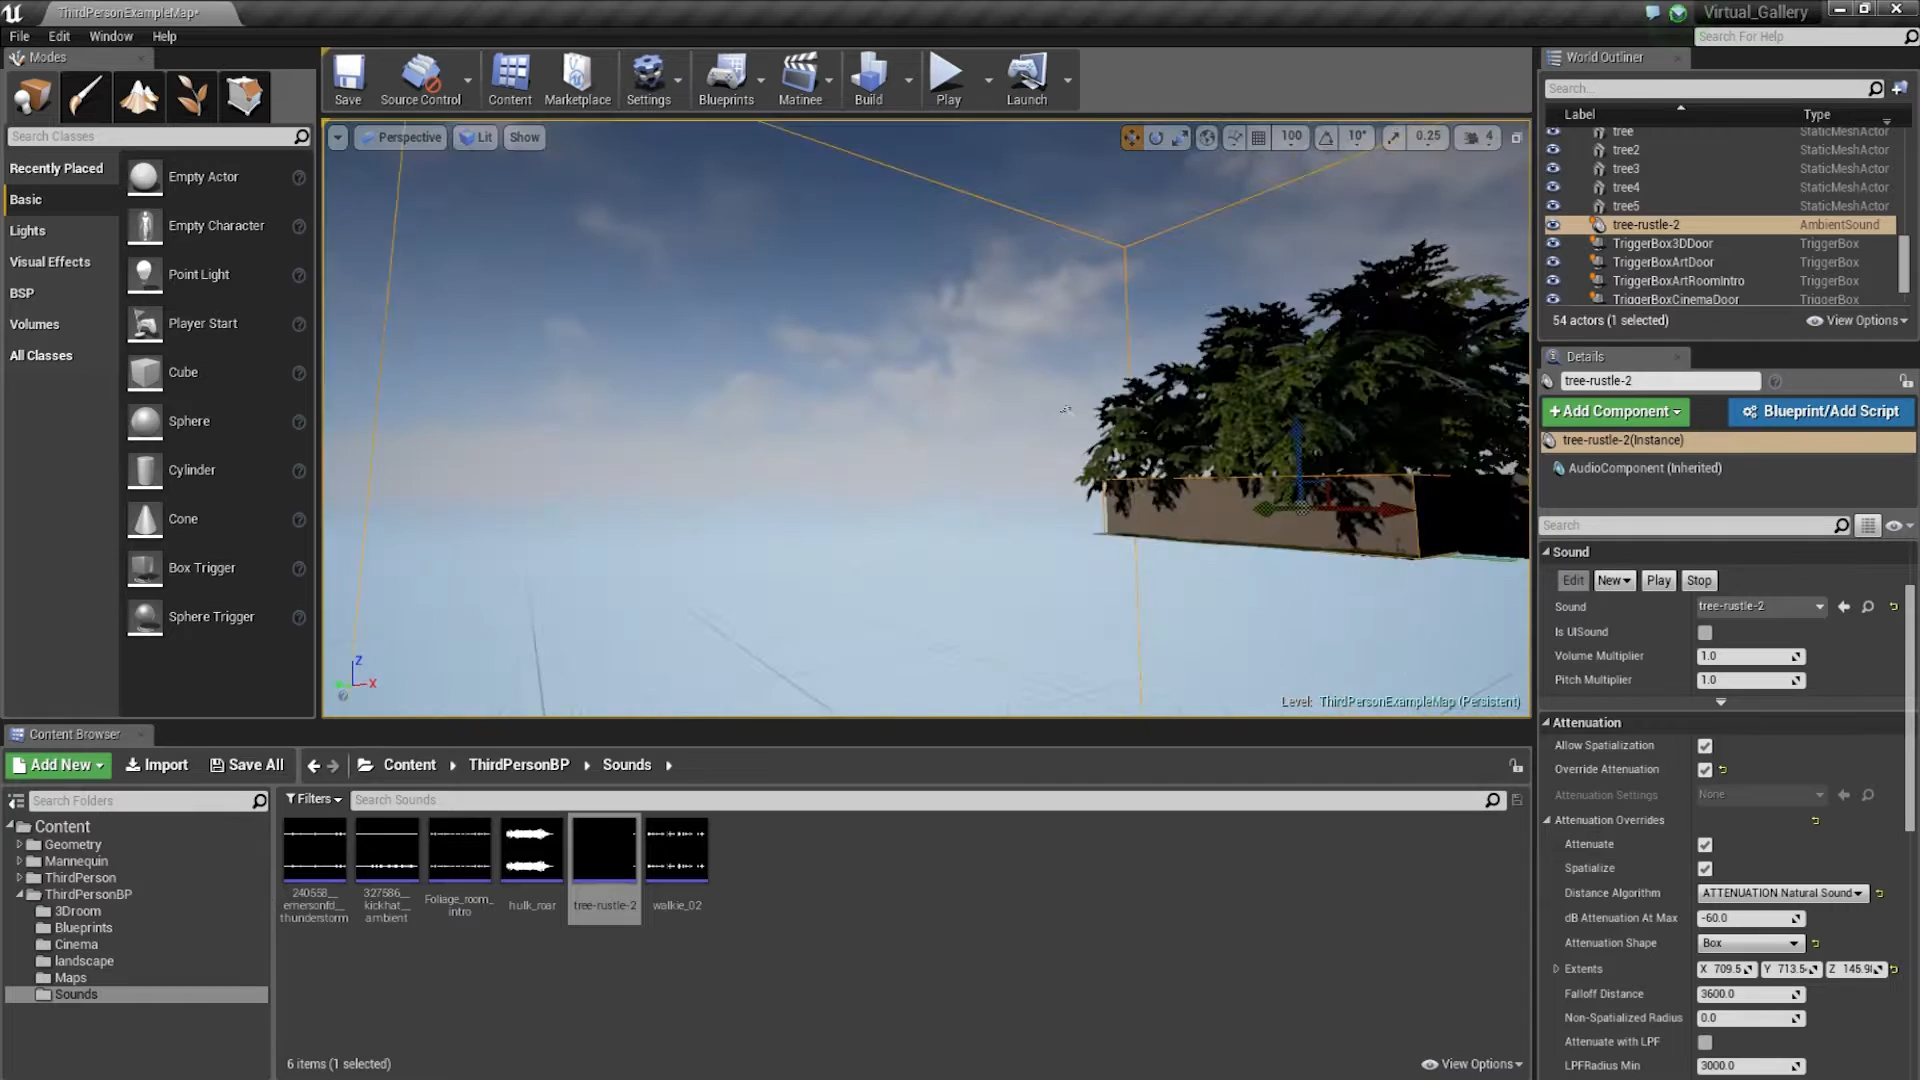 ThirdPersonExampleMap*
Virtual_Gallery
File
Edit
Window
Help
Search For Help
Modes
World Outliner
Save
Source Control
Content
Marketplace
Settings
Blueprints
Matinee
Build
Play
Launch
Search...
Label
Type
tree
StaticMeshActor
tree2
StaticMeshActor
tree3
StaticMeshActor
tree4
StaticMeshActor
tree5
StaticMeshActor
tree-rustle-2
AmbientSound
TriggerBox3DDoor
TriggerBox
TriggerBoxArtDoor
TriggerBox
TriggerBoxArtRoomIntro
TriggerBox
TriggerBoxCinemaDoor
TriggerBox
54 actors (1 selected)
View Options
Search Classes
Recently Placed
Basic
Lights
Visual Effects
BSP
Volumes
All Classes
Empty Actor
Empty Character
Point Light
Player Start
Cube
Sphere
Cylinder
Cone
Box Trigger
Sphere Trigger
Perspective
Lit
Show
100
10°
0.25
4
Z
X
Level: ThirdPersonExampleMap (Persistent)
Details
tree-rustle-2
+Add Component
Blueprint/Add Script
tree-rustle-2(Instance)
AudioComponent (Inherited)
Search
Sound
Edit
New
Play
Stop
Sound
tree-rustle-2
Is UISound
Volume Multiplier
1.0
Pitch Multiplier
1.0
Attenuation
Allow Spatialization
Override Attenuation
Attenuation Settings
None
Attenuation Overrides
Attenuate
Spatialize
Distance Algorithm
ATTENUATION Natural Sound
dB Attenuation At Max
-60.0
Attenuation Shape
Box
Extents
X 709.5
Y 713.5
Z 145.9
Falloff Distance
3600.0
Non-Spatialized Radius
0.0
Attenuate with LPF
LPFRadius Min
3000.0
Content Browser
Add New
Import
Save All
Content
ThirdPersonBP
Sounds
Search Folders
Filters
Search Sounds
Content
Geometry
Mannequin
ThirdPerson
ThirdPersonBP
3Droom
Blueprints
Cinema
landscape
Maps
Sounds
240558__
emersonfd_
thunderstorm
327586__
kickhat__
ambient
Foliage_room_
intro
hulk_roar
tree-rustle-2
walkie_02
6 items (1 selected)
View Options